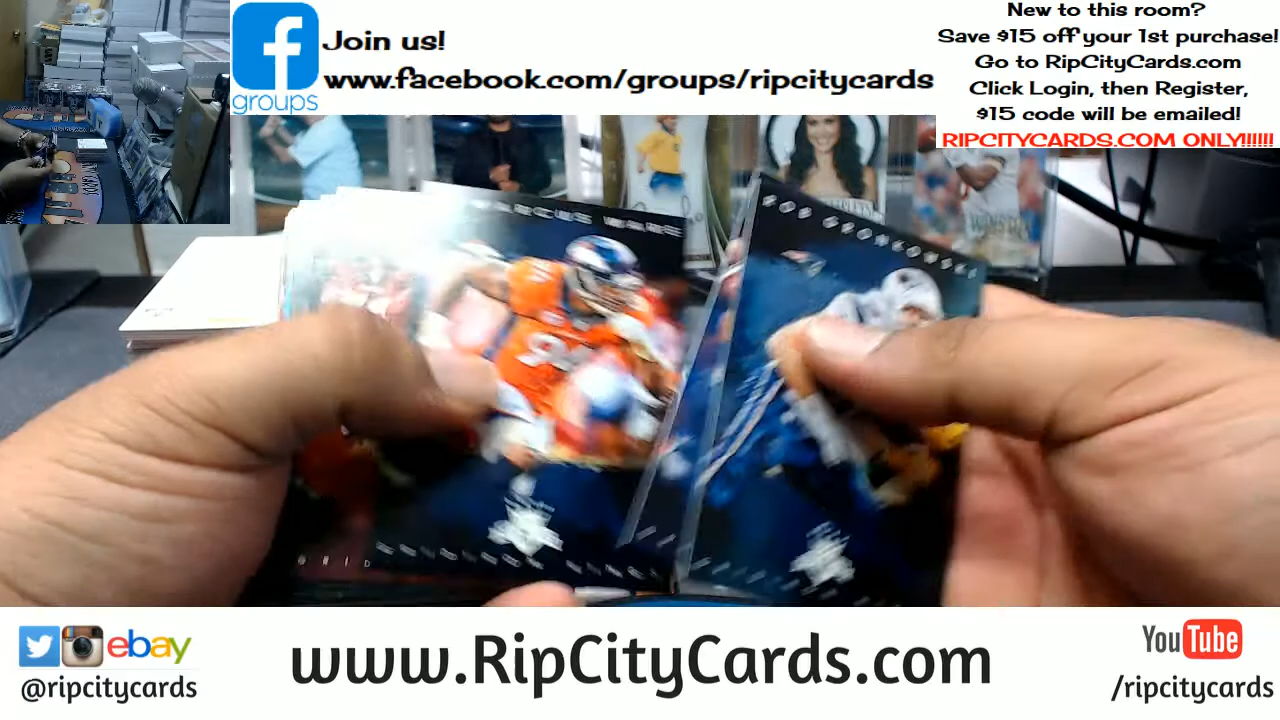 Join us!
www.facebook.com/groups/ripcitycards
groups
New to this room?
Save $15 off your 1st purchase!
Go to RipCityCards.com
Click Login, then Register,
$15 code will be emailed!
RIPCITYCARDS.COM ONLY!!!!!!
ROB GRONKOWSKI
ebay
@ripcitycards
www.RipCityCards.com
YouTube
/ripcitycards